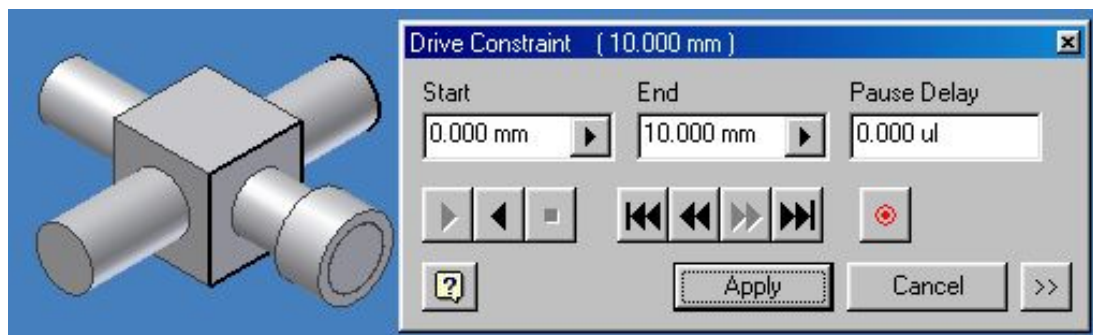 Drive Constraint ( 10.000 mm )
Start End Pause Delay
0.000 mm 10.000 mm 0.000 ul
Apply Cancel >>